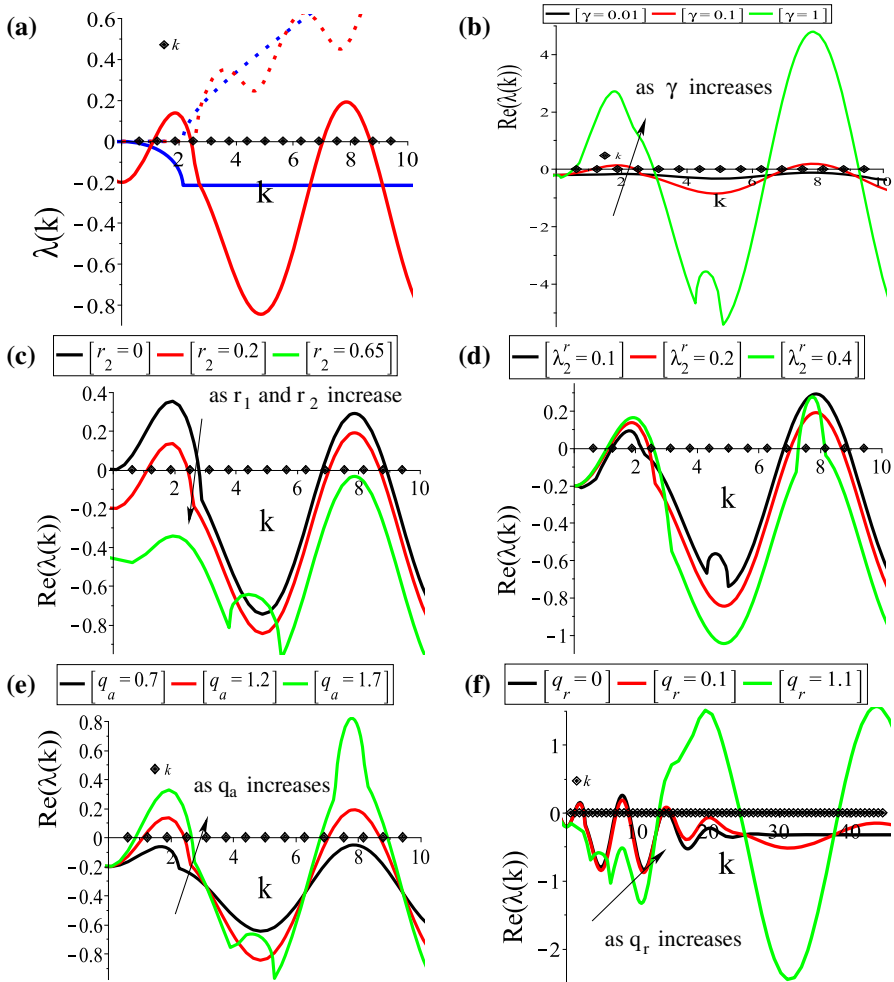 (a)
0.6
0.4
0.2
0
−0.2
−0.4
−0.6
−0.8
k
2 4 6 8 10
k
λ(k)
(b)
[γ = 0.01] [γ = 0.1] [γ = 1]
4
2
0
−2
−4
as γ increases
k
2 4 6 8 10
k
Re(λ(k))
(c)
[r2 = 0] [r2 = 0.2] [r2 = 0.65]
as r1 and r2 increase
0.4
0.2
0
−0.2
−0.4
−0.6
−0.8
2 4 6 8 10
k
Re(λ(k))
(d)
[λ2^r = 0.1] [λ2^r = 0.2] [λ2^r = 0.4]
0.2
0
−0.2
−0.4
−0.6
−0.8
−1
2 4 6 8 10
k
Re(λ(k))
(e)
[qa = 0.7] [qa = 1.2] [qa = 1.7]
0.8
0.6
0.4
0.2
0
−0.2
−0.4
−0.6
−0.8
k
as qa increases
2 4 6 8 10
k
Re(λ(k))
(f)
[qr = 0] [qr = 0.1] [qr = 1.1]
1
0
−1
−2
k
10 20 30 40
k
as qr increases
Re(λ(k))